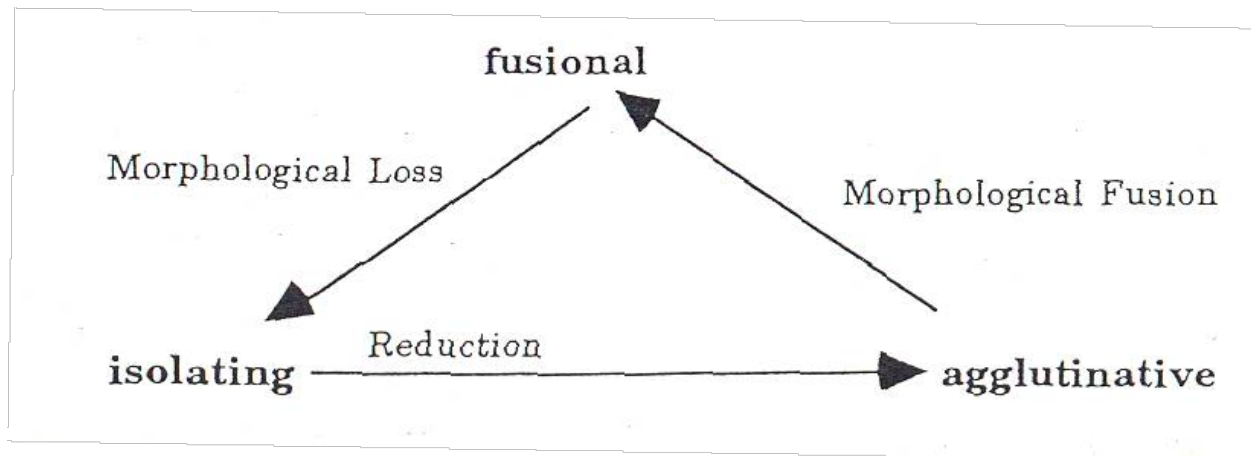 fusional
Morphological Loss
Morphological Fusion
Reduction
isolating
agglutinative